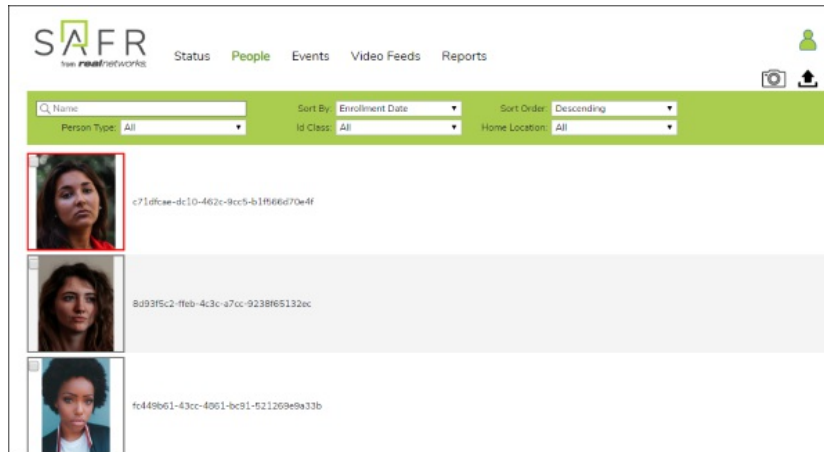 SAFR
from realnetworks
Status People Events Video Feeds Reports
Name Sort By: Enrollment Date Sort Order: Descending
Person Type: All Id Class: All Home Location: All
c71dfcae-dc10-462c-9cc5-b1f566d70e4f
8d93f5c2-ffeb-4c3c-a7cc-9238f65132ec
fc449b61-43cc-4861-bc91-521269e9a33b